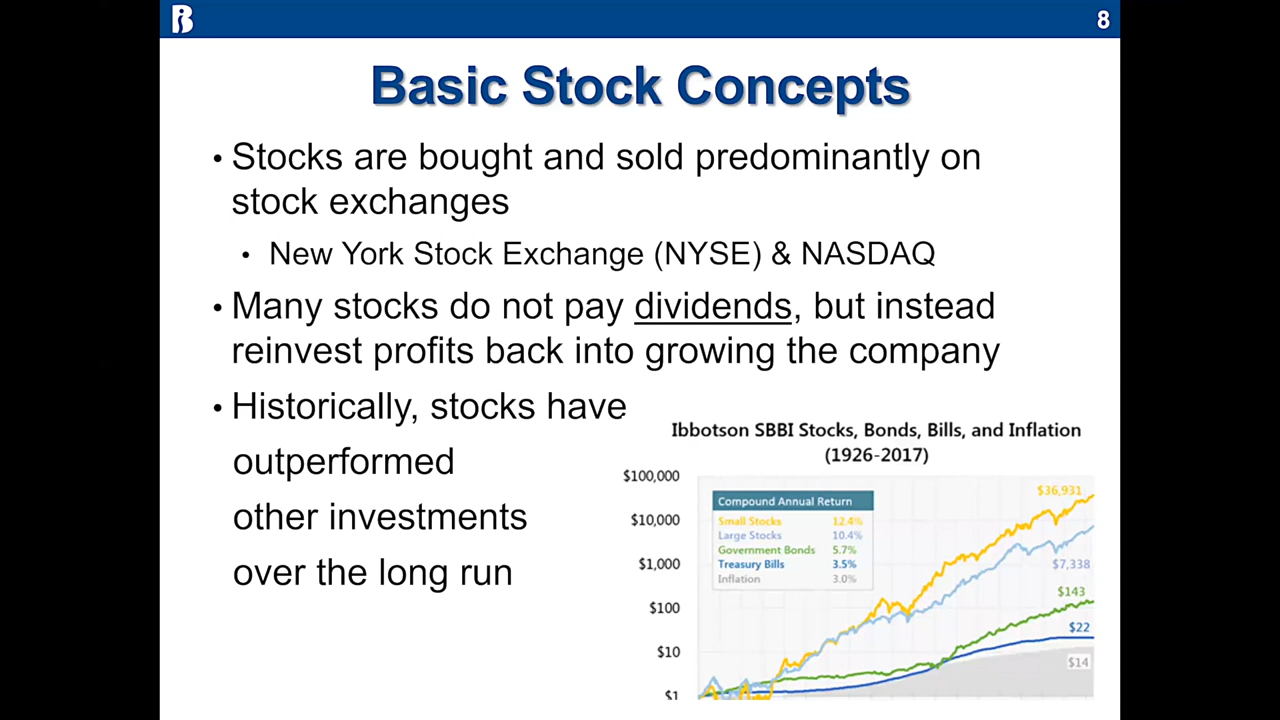 8
Basic Stock Concepts
• Stocks are bought and sold predominantly on
stock exchanges
• New York Stock Exchange (NYSE) & NASDAQ
• Many stocks do not pay dividends, but instead
reinvest profits back into growing the company
• Historically, stocks have
outperformed
other investments
over the long run
Ibbotson SBBI Stocks, Bonds, Bills, and Inflation
(1926-2017)
$100,000
$10,000
$1,000
$100
$10
$1
Compound Annual Return
Small Stocks 12.4%
Large Stocks 10.4%
Government Bonds 5.7%
Treasury Bills 3.5%
Inflation 3.0%
$36,931
$7,338
$143
$22
$14